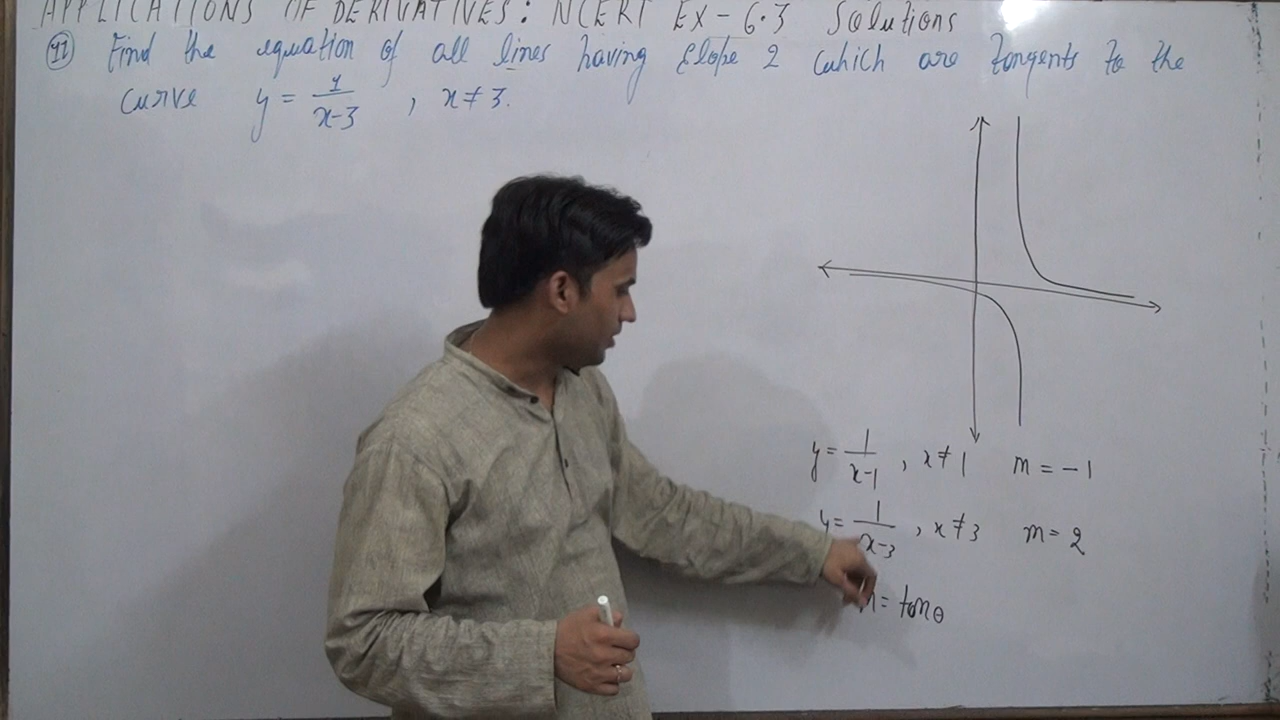 APPLICATIONS OF DERIVATIVES: NCERT EX-6.3 Solutions
Q11 Find the equation of all lines having slope 2 which are tangents to the
curve y = 1/(x-3) , x ≠ 3.
y = 1/(x-1) , x ≠ 1 m = -1
y = 1/(x-3) , x ≠ 3 m = 2
m = tanθ